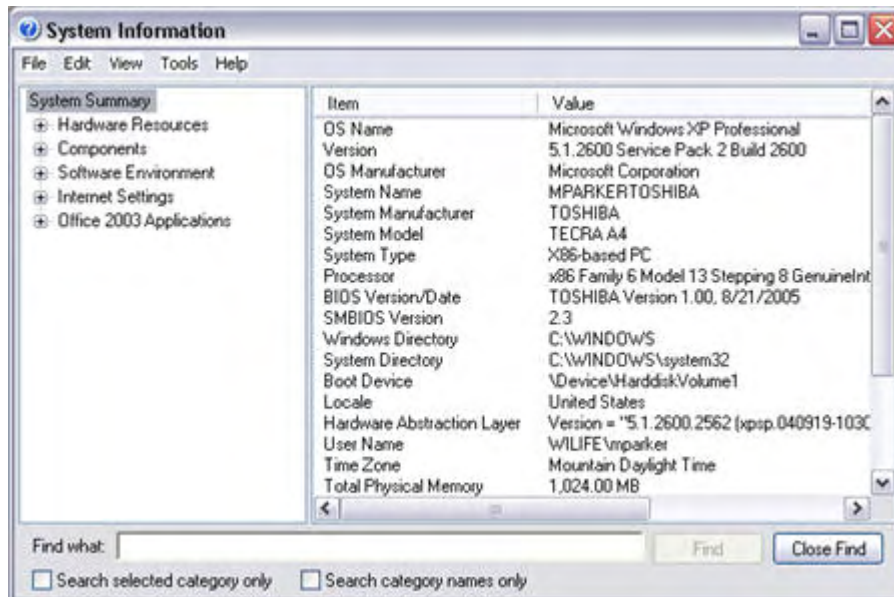 System Information
File Edit View Tools Help
System Summary
Hardware Resources
Components
Software Environment
Internet Settings
Office 2003 Applications
Item Value
OS Name Microsoft Windows XP Professional
Version 5.1.2600 Service Pack 2 Build 2600
OS Manufacturer Microsoft Corporation
System Name MPARKERTOSHIBA
System Manufacturer TOSHIBA
System Model TECRA A4
System Type X86-based PC
Processor x86 Family 6 Model 13 Stepping 8 GenuineInt
BIOS Version/Date TOSHIBA Version 1.00, 8/21/2005
SMBIOS Version 2.3
Windows Directory C:\WINDOWS
System Directory C:\WINDOWS\system32
Boot Device \Device\HarddiskVolume1
Locale United States
Hardware Abstraction Layer Version = "5.1.2600.2562 (xpsp.040919-1030
User Name WILIFE\mparker
Time Zone Mountain Daylight Time
Total Physical Memory 1,024.00 MB
Find what: Find Close Find
Search selected category only Search category names only